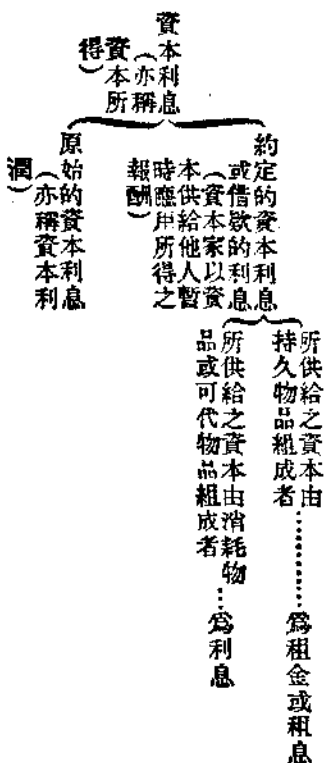 資本利息
（亦稱
資本所
得）
約定的資本利息
或借款的利息
（資本家以資
本供給他人暫
時應用所得之
報酬）
所供給之資本由
持久物品組成者……爲租金或租息
所供給之資本由消耗物
品或可代物品組成者…爲利息
原始的資本利息
（亦稱資本利
潤）